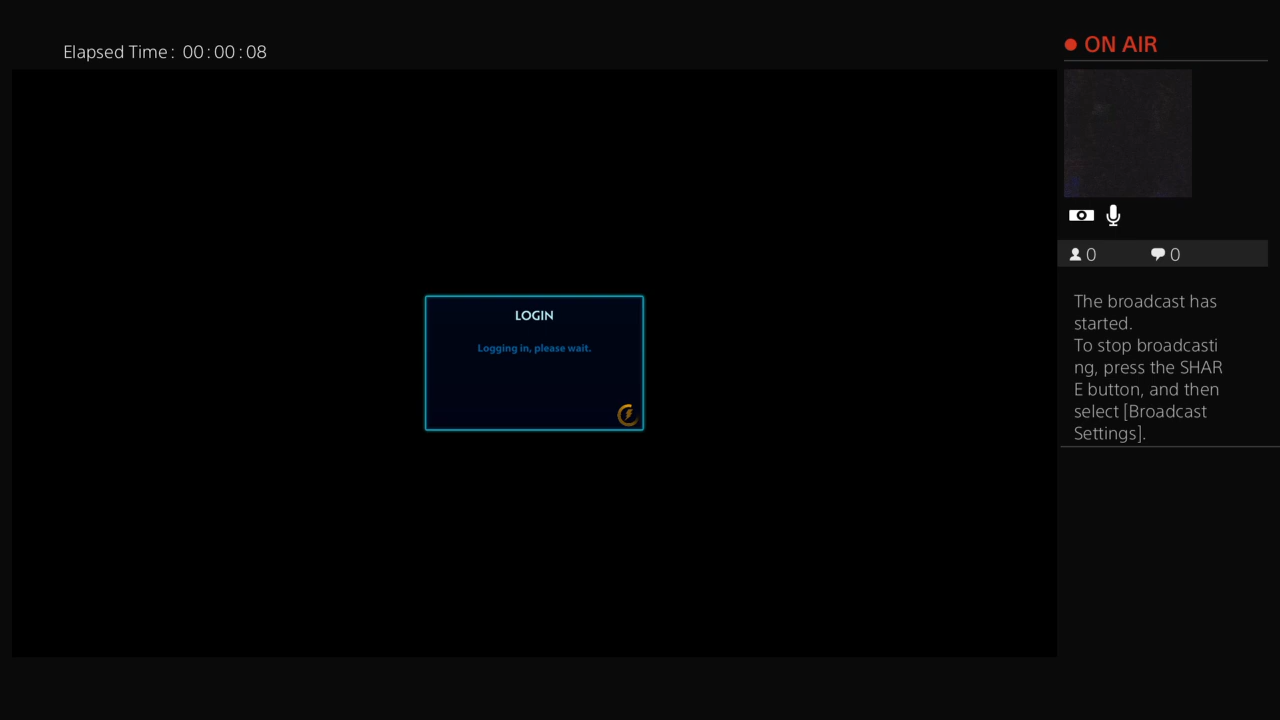 Elapsed Time: 00:00:08
ON AIR
LOGIN
Logging in, please wait.
0 0
The broadcast has
started.
To stop broadcasti
ng, press the SHAR
E button, and then
select [Broadcast
Settings].